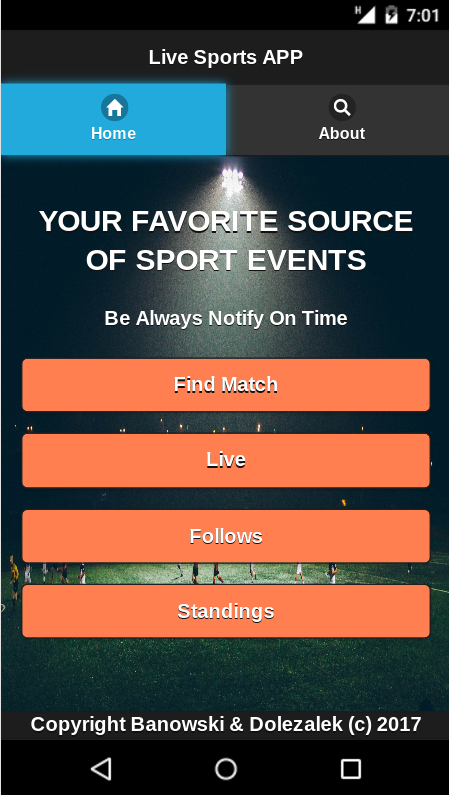 H 7:01
Live Sports APP
Home About
YOUR FAVORITE SOURCE
OF SPORT EVENTS
Be Always Notify On Time
Find Match
Live
Follows
Standings
Copyright Banowski & Dolezalek (c) 2017